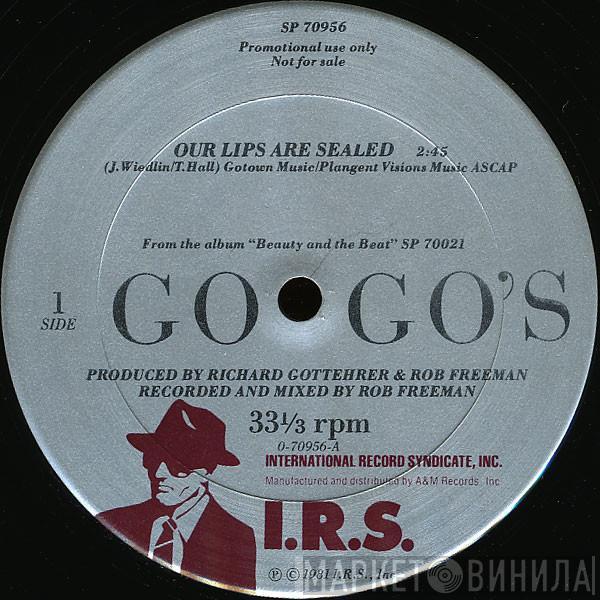 SP 70956
Promotional use only
Not for sale
OUR LIPS ARE SEALED 2:45
(J.Wiedlin/T.Hall) Gotown Music/Plangent Visions Music ASCAP
From the album "Beauty and the Beat" SP 70021
1
SIDE
GO GO'S
PRODUCED BY RICHARD GOTTEHRER & ROB FREEMAN
RECORDED AND MIXED BY ROB FREEMAN
33⅓ rpm
0-70956-A
INTERNATIONAL RECORD SYNDICATE, INC.
Manufactured and distributed by A&M Records, Inc
I.R.S.
℗ © 1981 I.R.S., Inc
МАРКЕТ ВИНИЛА